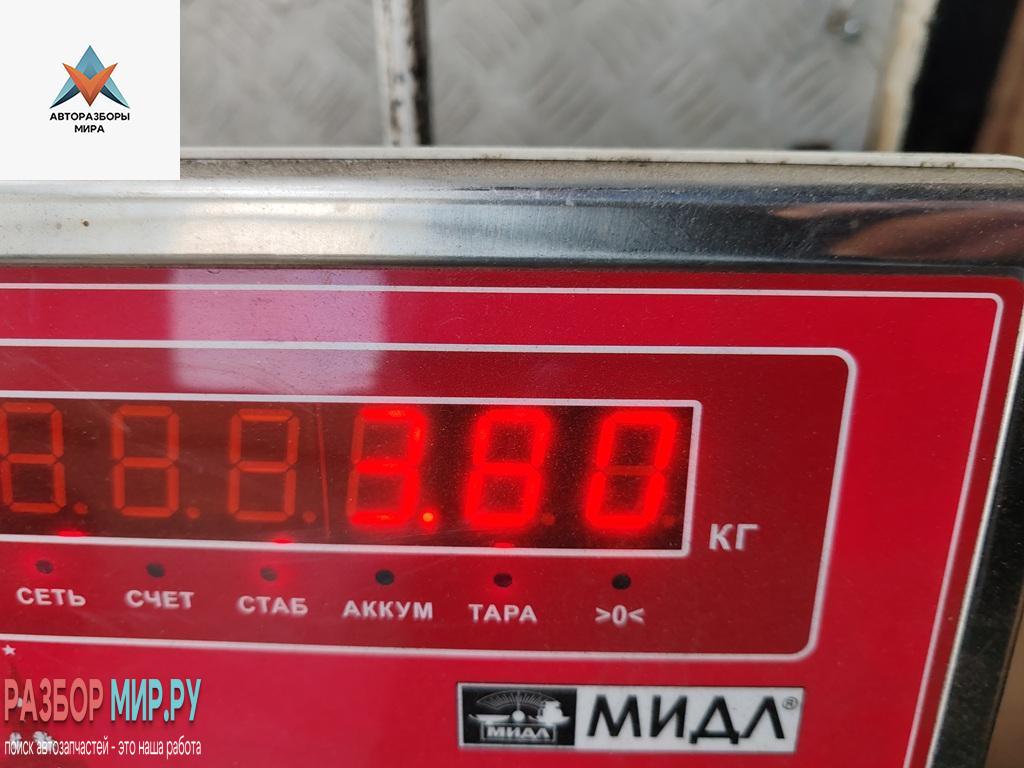 АВТОРАЗБОРЫ
МИРА
3.80
КГ
СЕТЬ СЧЕТ СТАБ АККУМ ТАРА >0<
РАЗБОР МИР.РУ
поиск автозапчастей - это наша работа
МИДЛ МИДЛ®